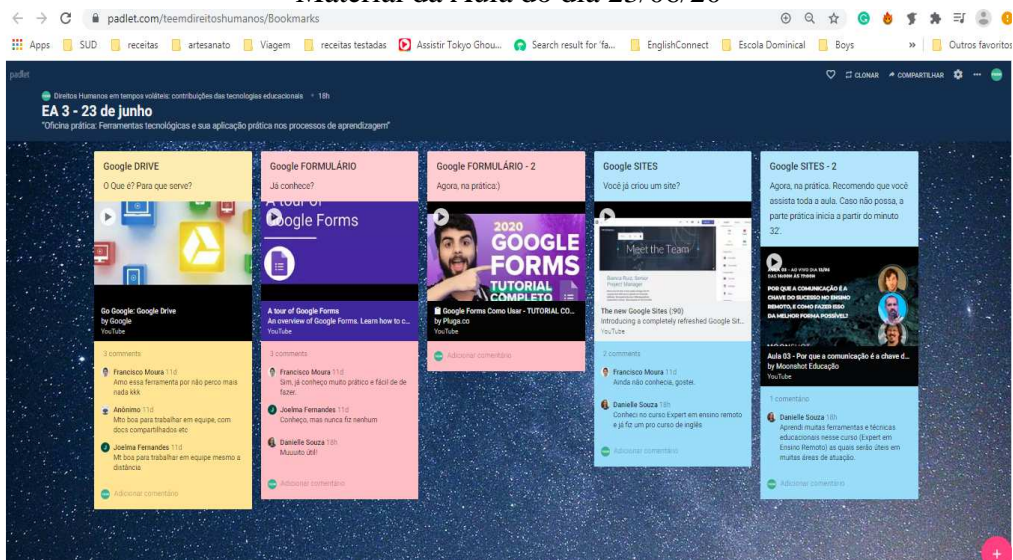 Material da Aula do dia 23/06/20
padlet.com/teemdireitoshumanos/Bookmarks
Apps SUD receitas artesanato Viagem receitas testadas Assistir Tokyo Ghou... Search result for 'fa... EnglishConnect Escola Dominical Boys » Outros favoritos
padlet
CLONAR COMPARTILHAR
Direitos Humanos em tempos voláteis: contribuições das tecnologias educacionais • 18h
EA 3 - 23 de junho
"Oficina prática: Ferramentas tecnológicas e sua aplicação prática nos processos de aprendizagem"
Google DRIVE
O Que é? Para que serve?
Go Google: Google Drive
by Google
YouTube
3 comments
Francisco Moura 11d
Amo essa ferramenta por não perco mais
nada kkk
Anônimo 11d
Mto boa para trabalhar em equipe, com
docs compartilhados etc
Joelma Fernandes 11d
Mt boa para trabalhar em equipe mesmo a
distância.
Adicionar comentário
Google FORMULÁRIO
Já conhece?
A tour of
Google Forms
A tour of Google Forms
An overview of Google Forms. Learn how to c...
YouTube
3 comments
Francisco Moura 11d
Sim, já conheço muito prático e fácil de de
fazer.
Joelma Fernandes 11d
Conheço, mas nunca fiz nenhum
Danielle Souza 18h
Muuuito útil!
Adicionar comentário
Google FORMULÁRIO - 2
Agora, na prática:)
2020
GOOGLE
FORMS
TUTORIAL
COMPLETO
Google Forms Como Usar - TUTORIAL CO...
by Pluga.co
YouTube
Adicionar comentário
Google SITES
Você já criou um site?
Meet the Team
The new Google Sites (:90)
Introducing a completely refreshed Google Sit...
YouTube
2 comments
Francisco Moura 11d
Ainda não conhecia, gostei.
Danielle Souza 18h
Conheci no curso Expert em ensino remoto
e já fiz um pro curso de inglês
Adicionar comentário
Google SITES - 2
Agora, na prática. Recomendo que você
assista toda a aula. Caso não possa, a
parte prática inicia a partir do minuto
32.
POR QUE A COMUNICAÇÃO É A
CHAVE DO SUCESSO NO ENSINO
REMOTO, E COMO FAZER ISSO
DA MELHOR FORMA POSSÍVEL?
Aula 03 - Por que a comunicação é a chave d...
by Moonshot Educação
YouTube
1 comentário
Danielle Souza 18h
Aprendi muitas ferramentas e técnicas
educacionais nesse curso (Expert em
Ensino Remoto) as quais serão úteis em
muitas áreas de atuação.
Adicionar comentário